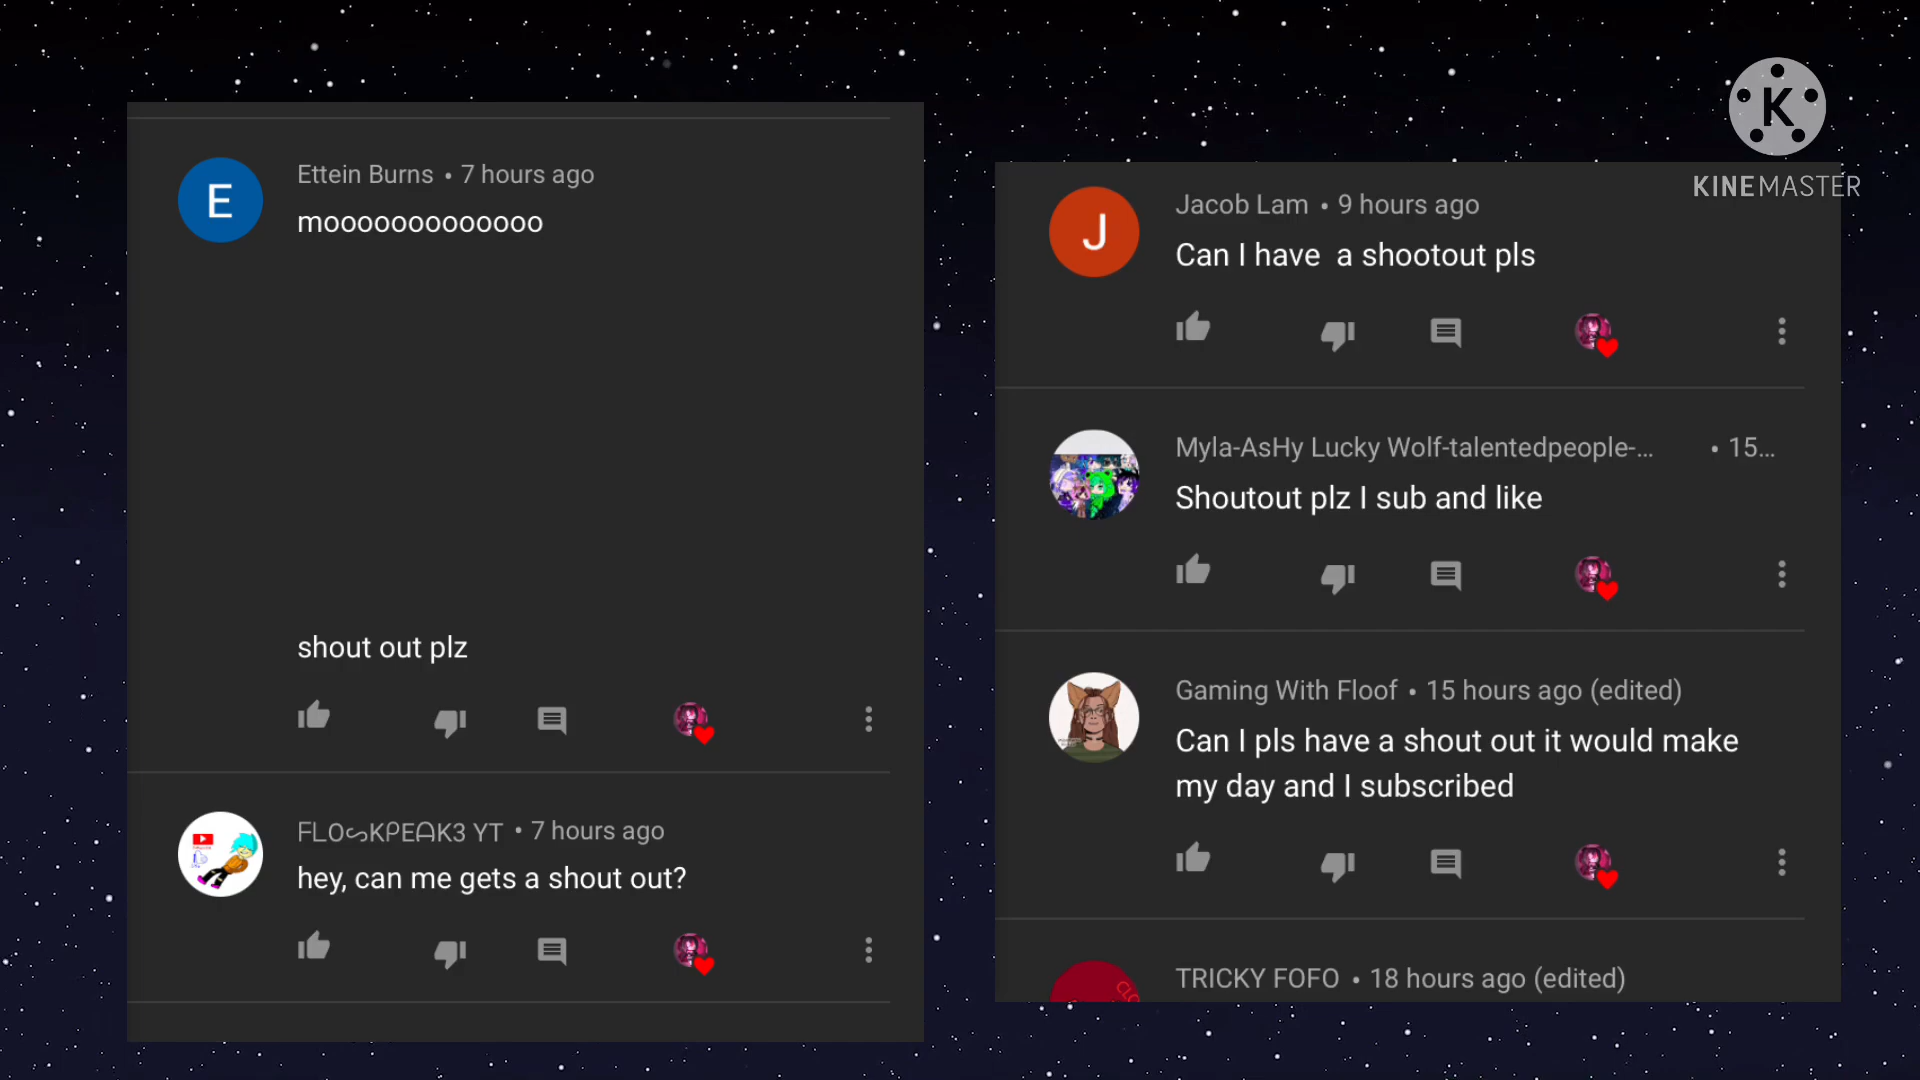 E
Ettein Burns • 7 hours ago
mooooooooooooo
shout out plz
FLOᔕKᑭEᗩK3 YT • 7 hours ago
hey, can me gets a shout out?
KINEMASTER
J
Jacob Lam • 9 hours ago
Can I have  a shootout pls
Myla-AsHy Lucky Wolf-talentedpeople-... • 15...
Shoutout plz I sub and like
Gaming With Floof • 15 hours ago (edited)
Can I pls have a shout out it would make
my day and I subscribed
TRICKY FOFO • 18 hours ago (edited)